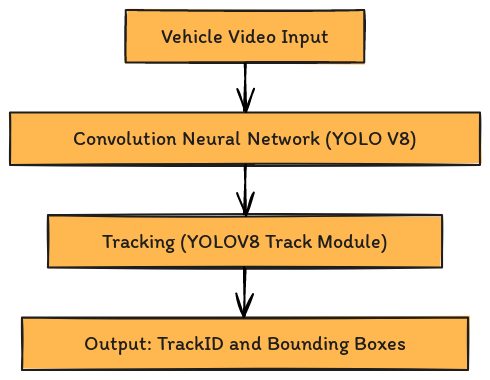 Vehicle Video Input
Convolution Neural Network (YOLO V8)
Tracking (YOLOV8 Track Module)
Output: TrackID and Bounding Boxes